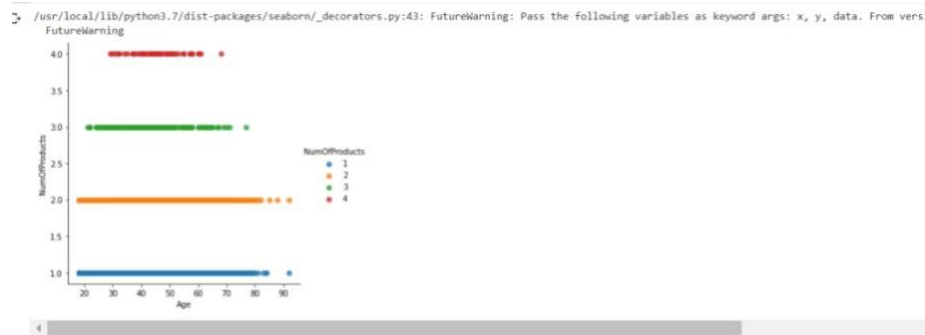 /usr/local/lib/python3.7/dist-packages/seaborn/_decorators.py:43: FutureWarning: Pass the following variables as keyword args: x, y, data. From vers
FutureWarning
4.0
3.5
3.0
2.5
2.0
1.5
1.0
NumOfProducts
20 30 40 50 60 70 80 90
Age
NumOfProducts
1
2
3
4